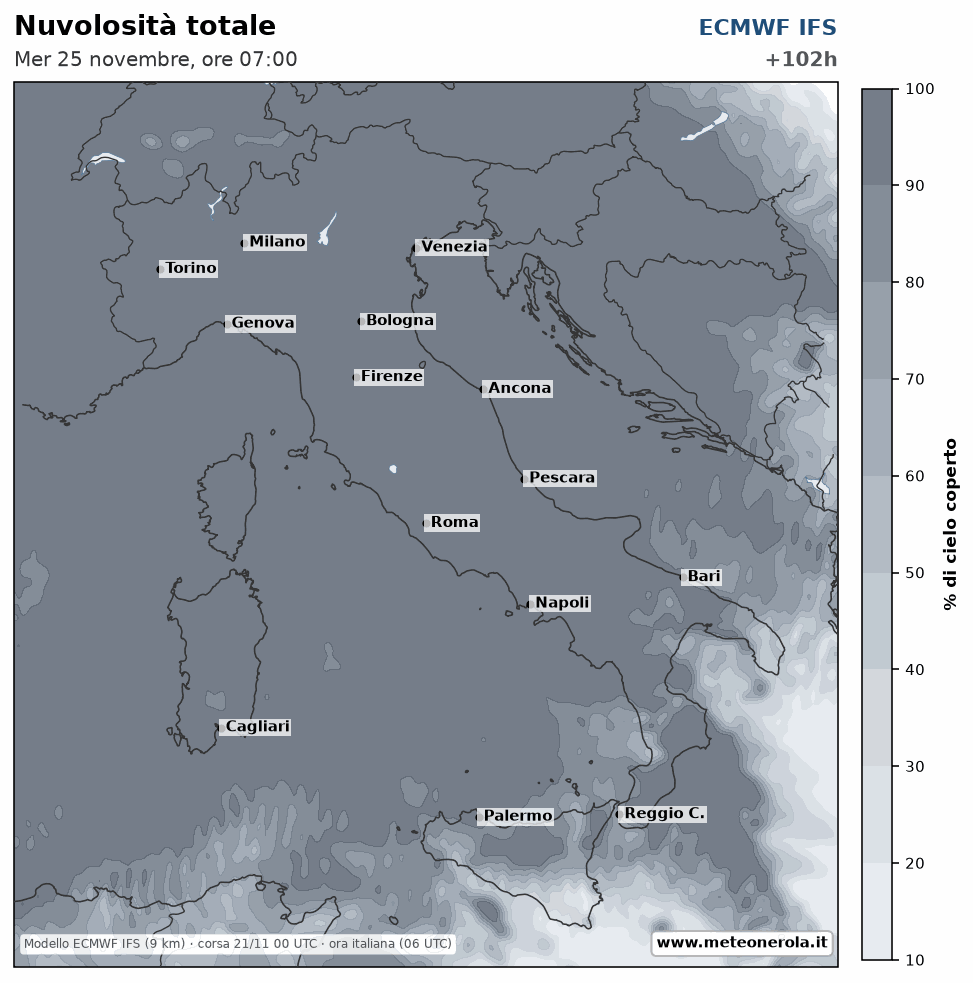 Nuvolosità totale
ECMWF IFS
Mer 25 novembre, ore 07:00
+102h
Milano
Venezia
Torino
Genova
Bologna
Firenze
Ancona
Pescara
Roma
Bari
Napoli
Cagliari
Palermo
Reggio C.
100
90
80
70
60
50
40
30
20
10
% di cielo coperto
Modello ECMWF IFS (9 km) · corsa 21/11 00 UTC · ora italiana (06 UTC)
www.meteonerola.it